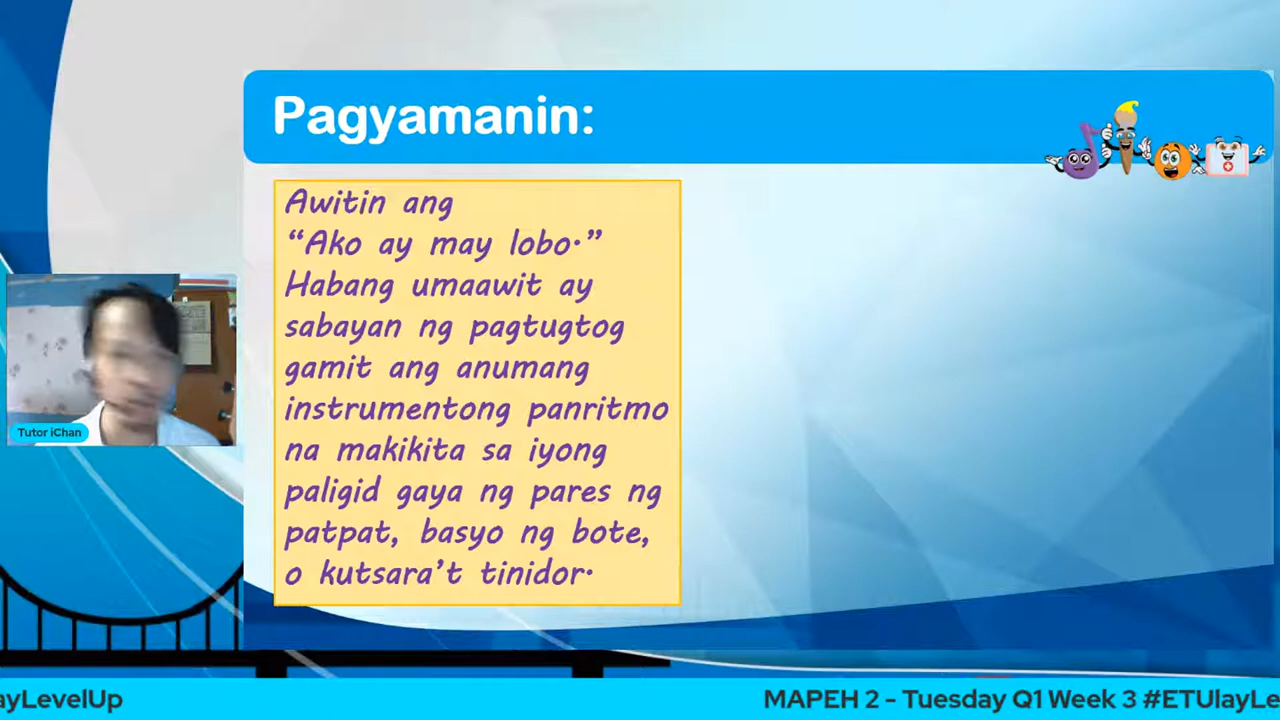 Pagyamanin:
Awitin ang
“Ako ay may lobo.”
Habang umaawit ay
sabayan ng pagtugtog
gamit ang anumang
instrumentong panritmo
na makikita sa iyong
paligid gaya ng pares ng
patpat, basyo ng bote,
o kutsara’t tinidor.
Tutor iChan
ayLevelUp
MAPEH 2 - Tuesday Q1 Week 3 #ETUlayLe